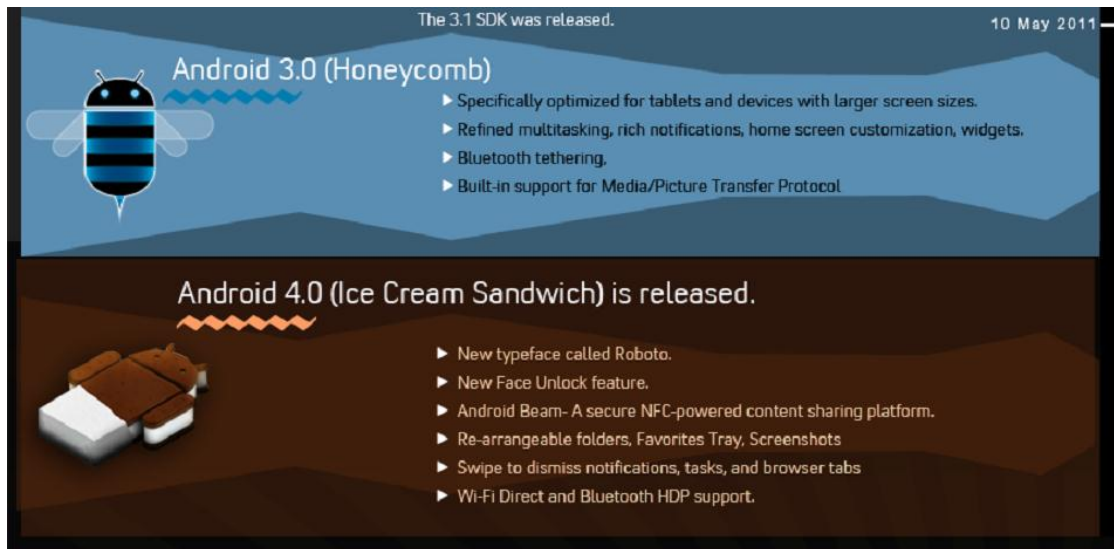 The 3.1 SDK was released.
10 May 2011
Android 3.0 (Honeycomb)
Specifically optimized for tablets and devices with larger screen sizes.
Refined multitasking, rich notifications, home screen customization, widgets.
Bluetooth tethering,
Built-in support for Media/Picture Transfer Protocol
Android 4.0 (Ice Cream Sandwich) is released.
New typeface called Roboto.
New Face Unlock feature.
Android Beam- A secure NFC-powered content sharing platform.
Re-arrangeable folders, Favorites Tray, Screenshots
Swipe to dismiss notifications, tasks, and browser tabs
Wi-Fi Direct and Bluetooth HDP support.